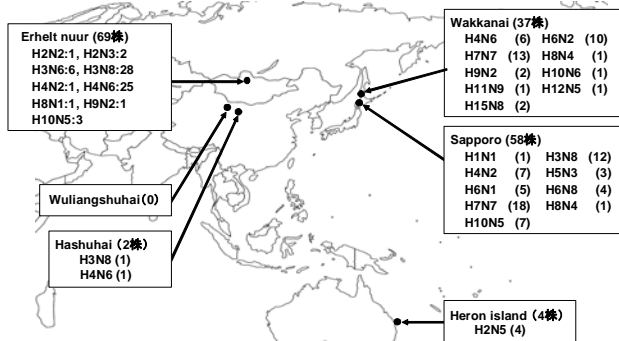 Erhelt nuur (69株)
H2N2:1, H2N3:2
H3N6:6, H3N8:28
H4N2:1, H4N6:25
H8N1:1, H9N2:1
H10N5:3
Wuliangshuhai(0)
Hashuhai (2株)
H3N8 (1)
H4N6 (1)
Wakkanai (37株)
H4N6 (6) H6N2 (10)
H7N7 (13) H8N4 (1)
H9N2 (2) H10N6 (1)
H11N9 (1) H12N5 (1)
H15N8 (2)
Sapporo (58株)
H1N1 (1) H3N8 (12)
H4N2 (7) H5N3 (3)
H6N1 (5) H6N8 (4)
H7N7 (18) H8N4 (1)
H10N5 (7)
Heron island (4株)
H2N5 (4)